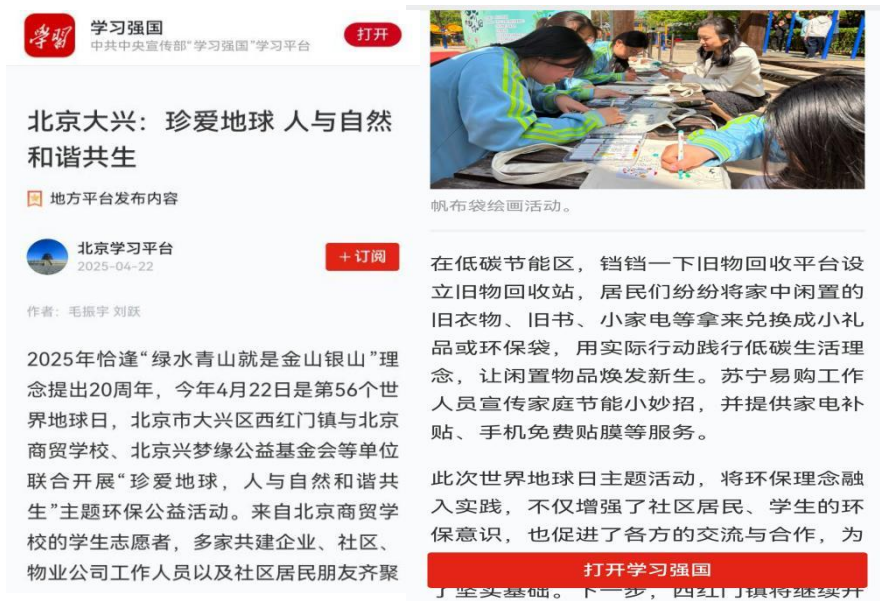 学习
学习强国
中共中央宣传部“学习强国”学习平台
打开
北京大兴：珍爱地球 人与自然
和谐共生
地方平台发布内容
北京学习平台
2025-04-22
+订阅
作者：毛振宇 刘跃
2025年恰逢“绿水青山就是金山银山”理
念提出20周年，今年4月22日是第56个世
界地球日，北京市大兴区西红门镇与北京
商贸学校、北京兴梦缘公益基金会等单位
联合开展“珍爱地球，人与自然和谐共
生”主题环保公益活动。来自北京商贸学
校的学生志愿者，多家共建企业、社区、
物业公司工作人员以及社区居民朋友齐聚
帆布袋绘画活动。
在低碳节能区，铛铛一下旧物回收平台设
立旧物回收站，居民们纷纷将家中闲置的
旧衣物、旧书、小家电等拿来兑换成小礼
品或环保袋，用实际行动践行低碳生活理
念，让闲置物品焕发新生。苏宁易购工作
人员宣传家庭节能小妙招，并提供家电补
贴、手机免费贴膜等服务。
此次世界地球日主题活动，将环保理念融
入实践，不仅增强了社区居民、学生的环
保意识，也促进了各方的交流与合作，为
打开学习强国
了坚实基础。下一步，西红门镇将继续开